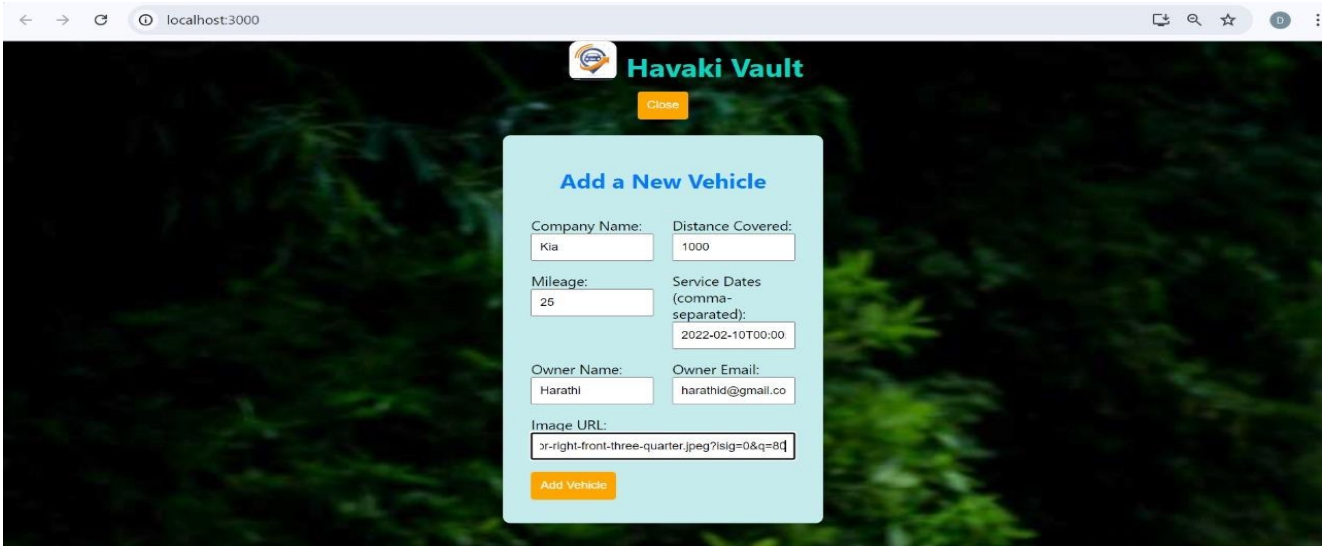 localhost:3000
D
Havaki Vault
Close
Add a New Vehicle
Company Name: Distance Covered:
Kia 1000
Mileage: Service Dates
25 (comma-
separated):
2022-02-10T00:00
Owner Name: Owner Email:
Harathi harathid@gmail.co
Image URL:
or-right-front-three-quarter.jpeg?isig=0&q=80
Add Vehicle